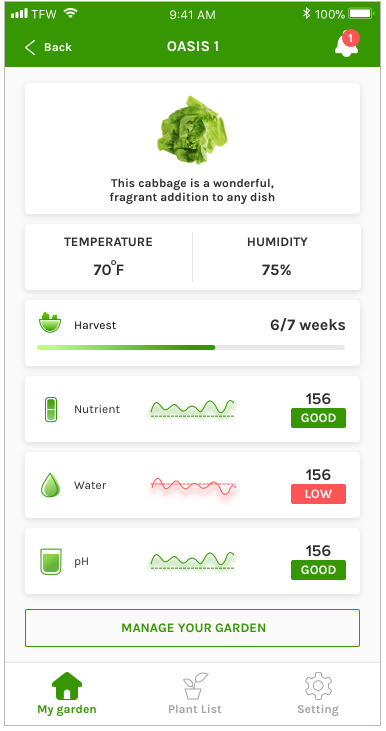 TFW 9:41 AM 100%
Back OASIS 1 1
This cabbage is a wonderful,
fragrant addition to any dish
TEMPERATURE HUMIDITY
70°F 75%
Harvest 6/7 weeks
Nutrient 156
GOOD
Water 156
LOW
pH 156
GOOD
MANAGE YOUR GARDEN
My garden Plant List Setting